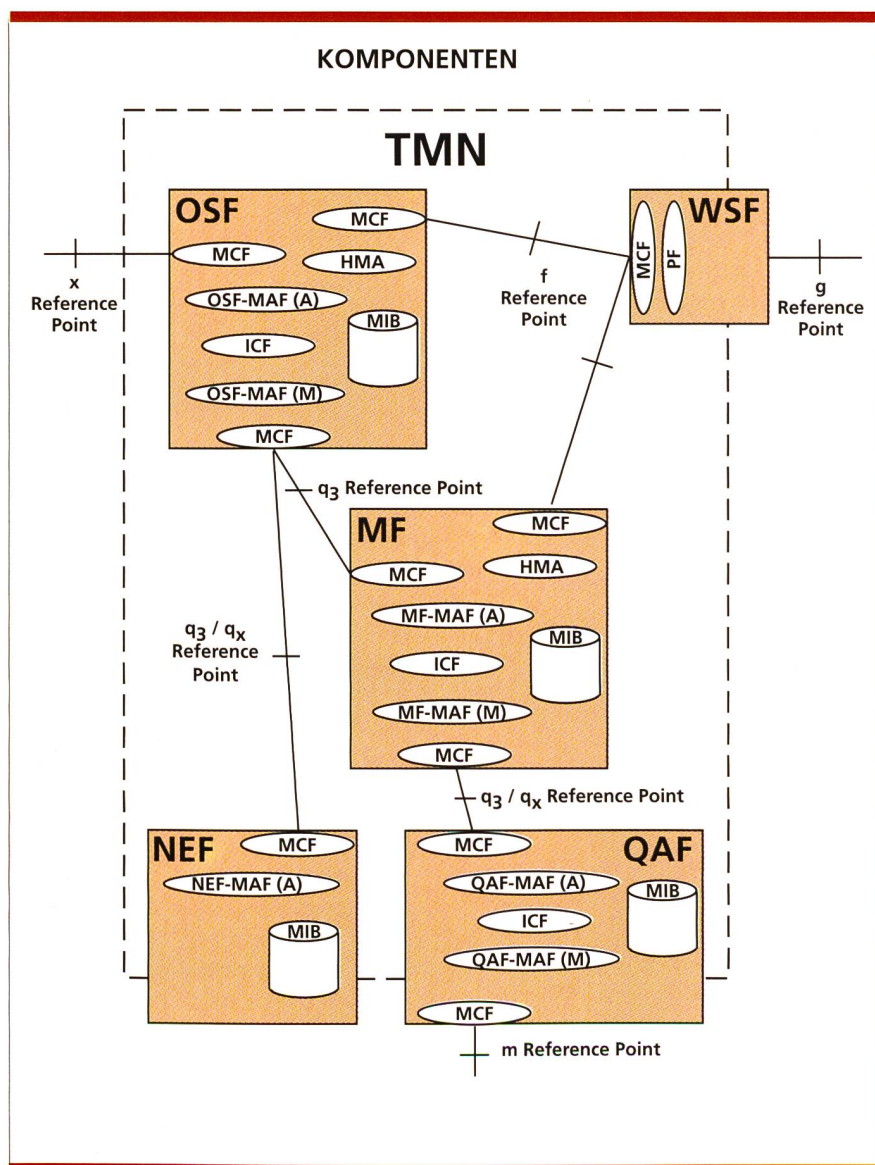 KOMPONENTEN
TMN
OSF
MCF
MCF
HMA
OSF-MAF (A)
MIB
ICF
OSF-MAF (M)
MCF
WSF
MCF
PF
x
Reference
Point
f
Reference
Point
g
Reference
Point
q3 Reference Point
MF
MCF
MCF
HMA
MF-MAF (A)
MIB
ICF
MF-MAF (M)
MCF
q3 / qx
Reference
Point
q3 / qx Reference Point
NEF
MCF
NEF-MAF (A)
MIB
QAF
MCF
QAF-MAF (A)
MIB
ICF
QAF-MAF (M)
MCF
m Reference Point